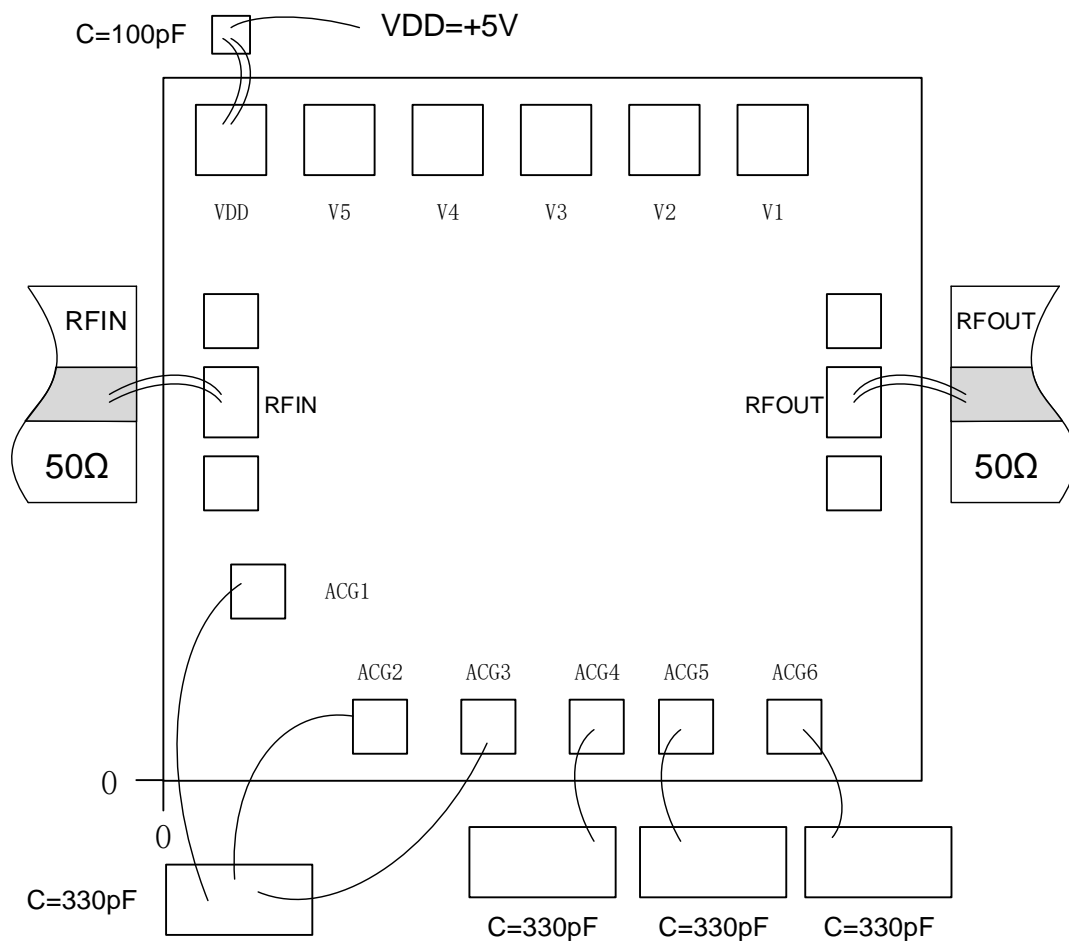 C=100pF
VDD=+5V
VDD V5 V4 V3 V2 V1
RFIN
RFOUT
RFIN
RFOUT
50Ω
50Ω
ACG1
ACG2 ACG3 ACG4 ACG5 ACG6
0
0
C=330pF
C=330pF C=330pF C=330pF